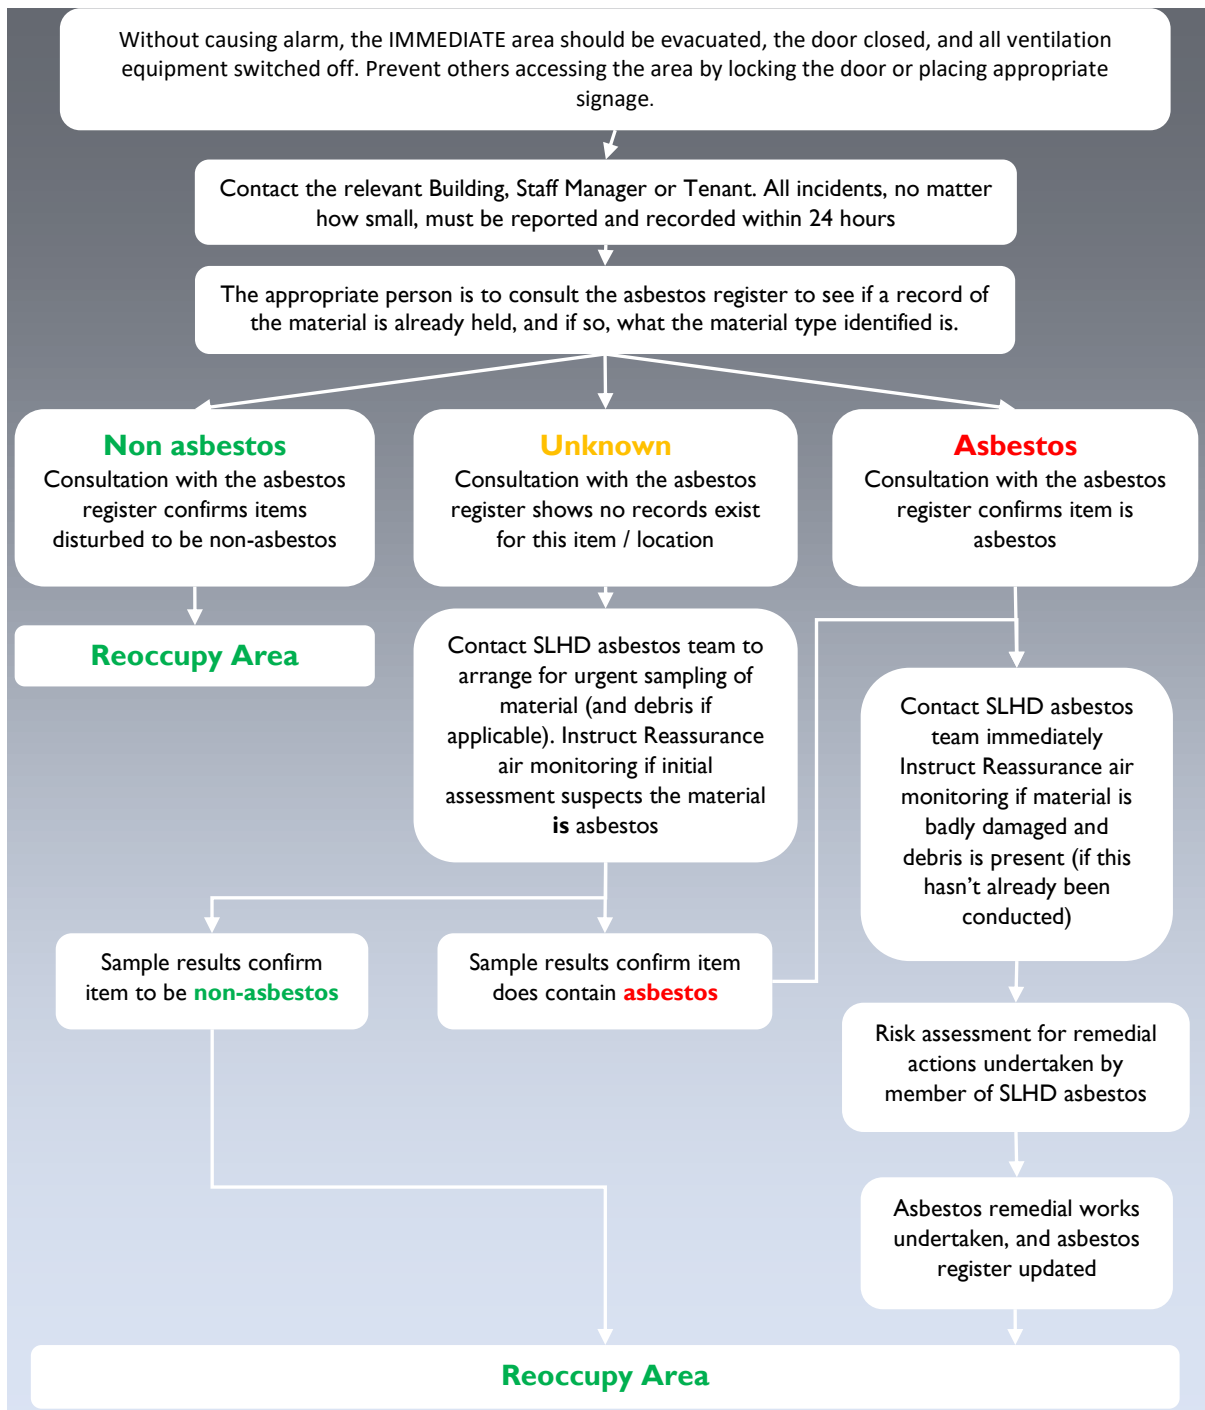 Without causing alarm, the IMMEDIATE area should be evacuated, the door closed, and all ventilation
equipment switched off. Prevent others accessing the area by locking the door or placing appropriate
signage.
Contact the relevant Building, Staff Manager or Tenant. All incidents, no matter
how small, must be reported and recorded within 24 hours
The appropriate person is to consult the asbestos register to see if a record of
the material is already held, and if so, what the material type identified is.
Non asbestos
Consultation with the asbestos
register confirms items
disturbed to be non-asbestos
Unknown
Consultation with the asbestos
register shows no records exist
for this item / location
Asbestos
Consultation with the asbestos
register confirms item is
asbestos
Reoccupy Area
Contact SLHD asbestos team to
arrange for urgent sampling of
material (and debris if
applicable). Instruct Reassurance
air monitoring if initial
assessment suspects the material
is asbestos
Contact SLHD asbestos
team immediately
Instruct Reassurance air
monitoring if material is
badly damaged and
debris is present (if this
hasn't already been
conducted)
Sample results confirm
item to be non-asbestos
Sample results confirm item
does contain asbestos
Risk assessment for remedial
actions undertaken by
member of SLHD asbestos
Asbestos remedial works
undertaken, and asbestos
register updated
Reoccupy Area